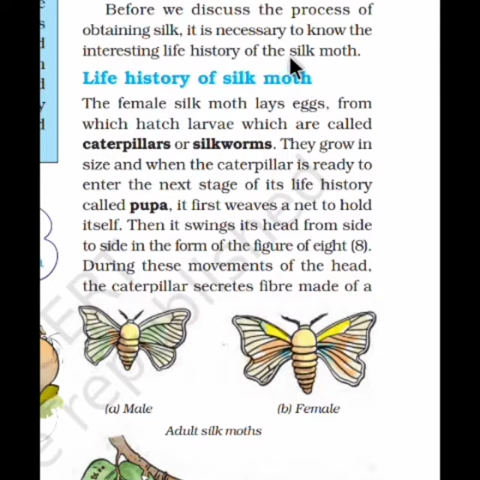 Before we discuss the process of
obtaining silk, it is necessary to know the
interesting life history of the silk moth.
Life history of silk moth
The female silk moth lays eggs, from
which hatch larvae which are called
caterpillars or silkworms. They grow in
size and when the caterpillar is ready to
enter the next stage of its life history
called pupa, it first weaves a net to hold
itself. Then it swings its head from side
to side in the form of the figure of eight (8).
During these movements of the head,
the caterpillar secretes fibre made of a
(a) Male
(b) Female
Adult silk moths